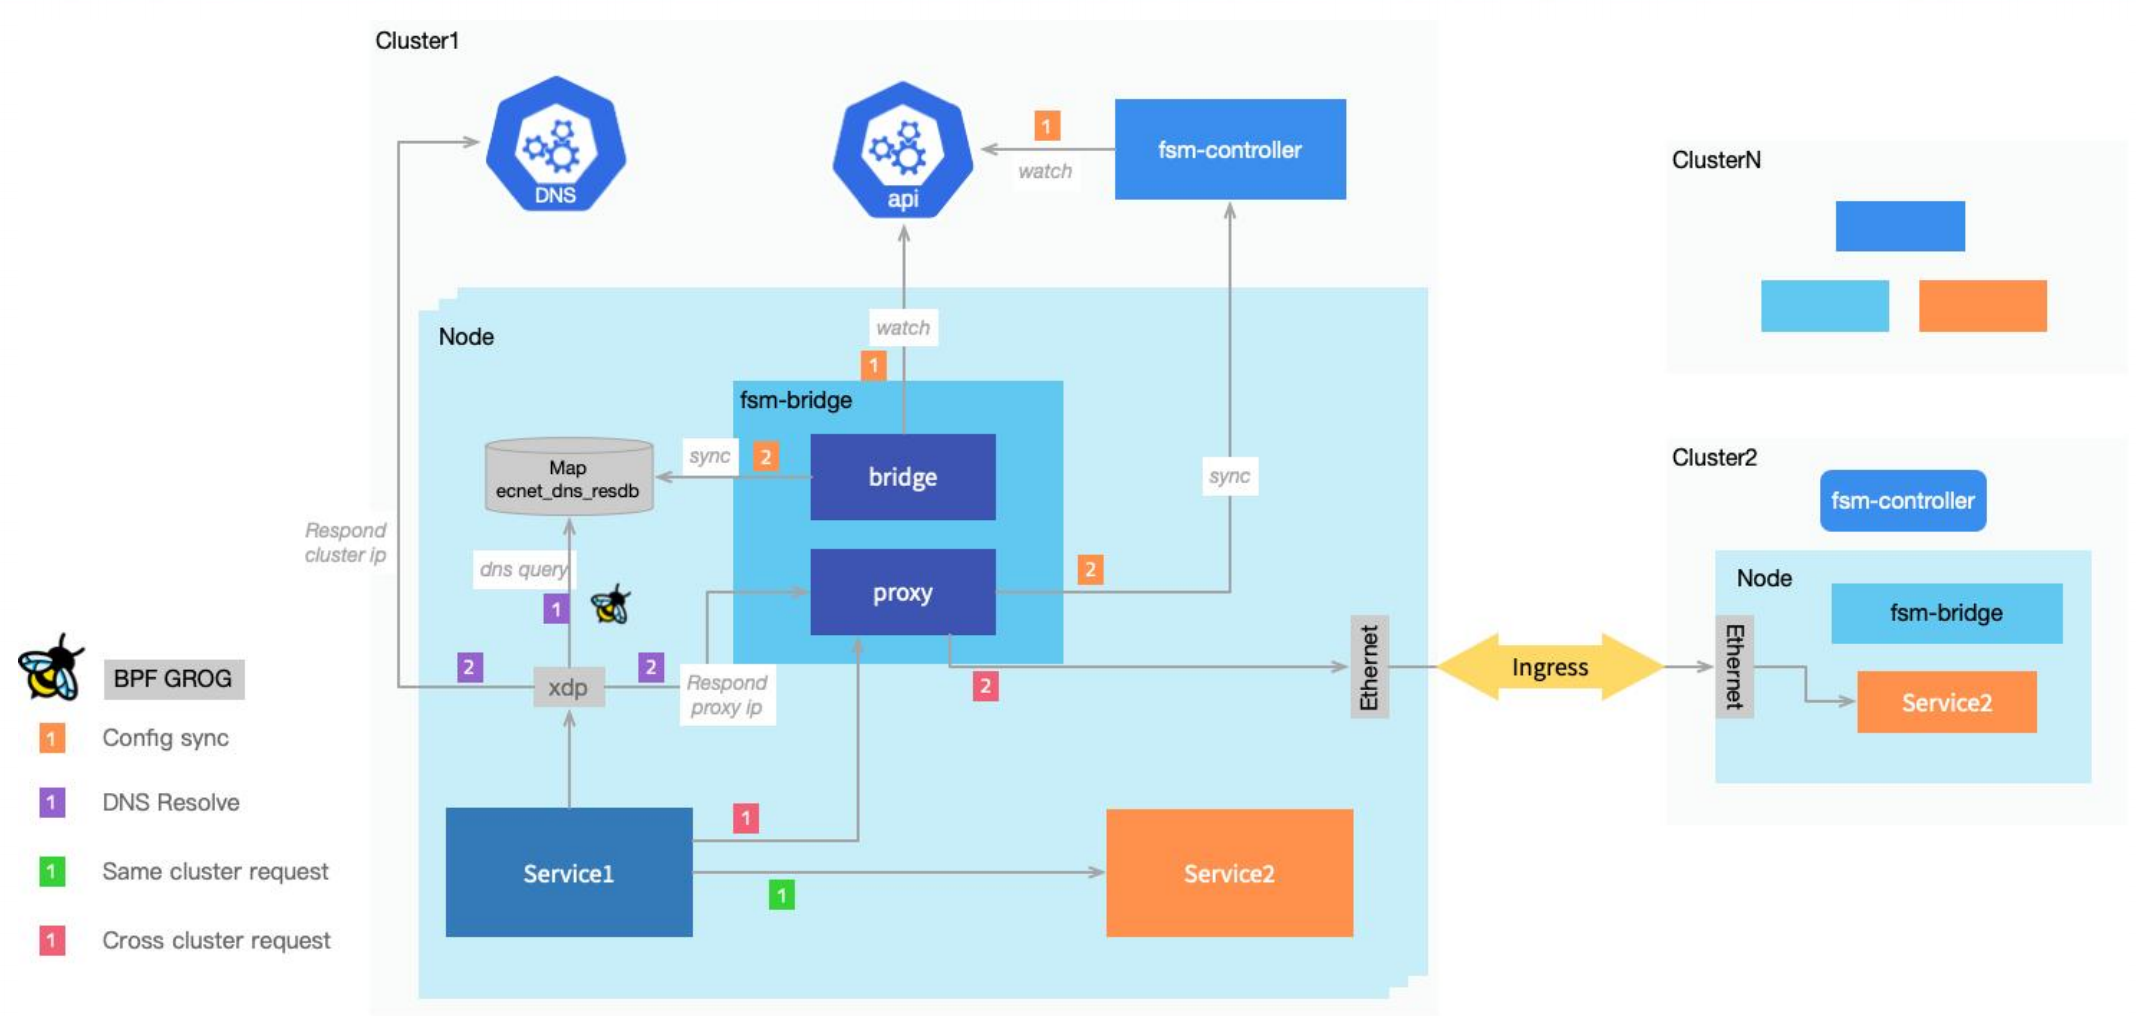 Cluster1
DNS
api
1
watch
fsm-controller
ClusterN
Node
watch
1
fsm-bridge
sync
2
bridge
Map
ecnet_dns_resdb
sync
Cluster2
fsm-controller
Respond
cluster ip
dns query
1
proxy
2
Node
fsm-bridge
Ethernet
Ingress
Ethernet
Service2
BPF GROG
2
xdp
2
Respond
proxy ip
2
1
Config sync
1
DNS Resolve
1
Same cluster request
1
Cross cluster request
Service1
1
1
Service2